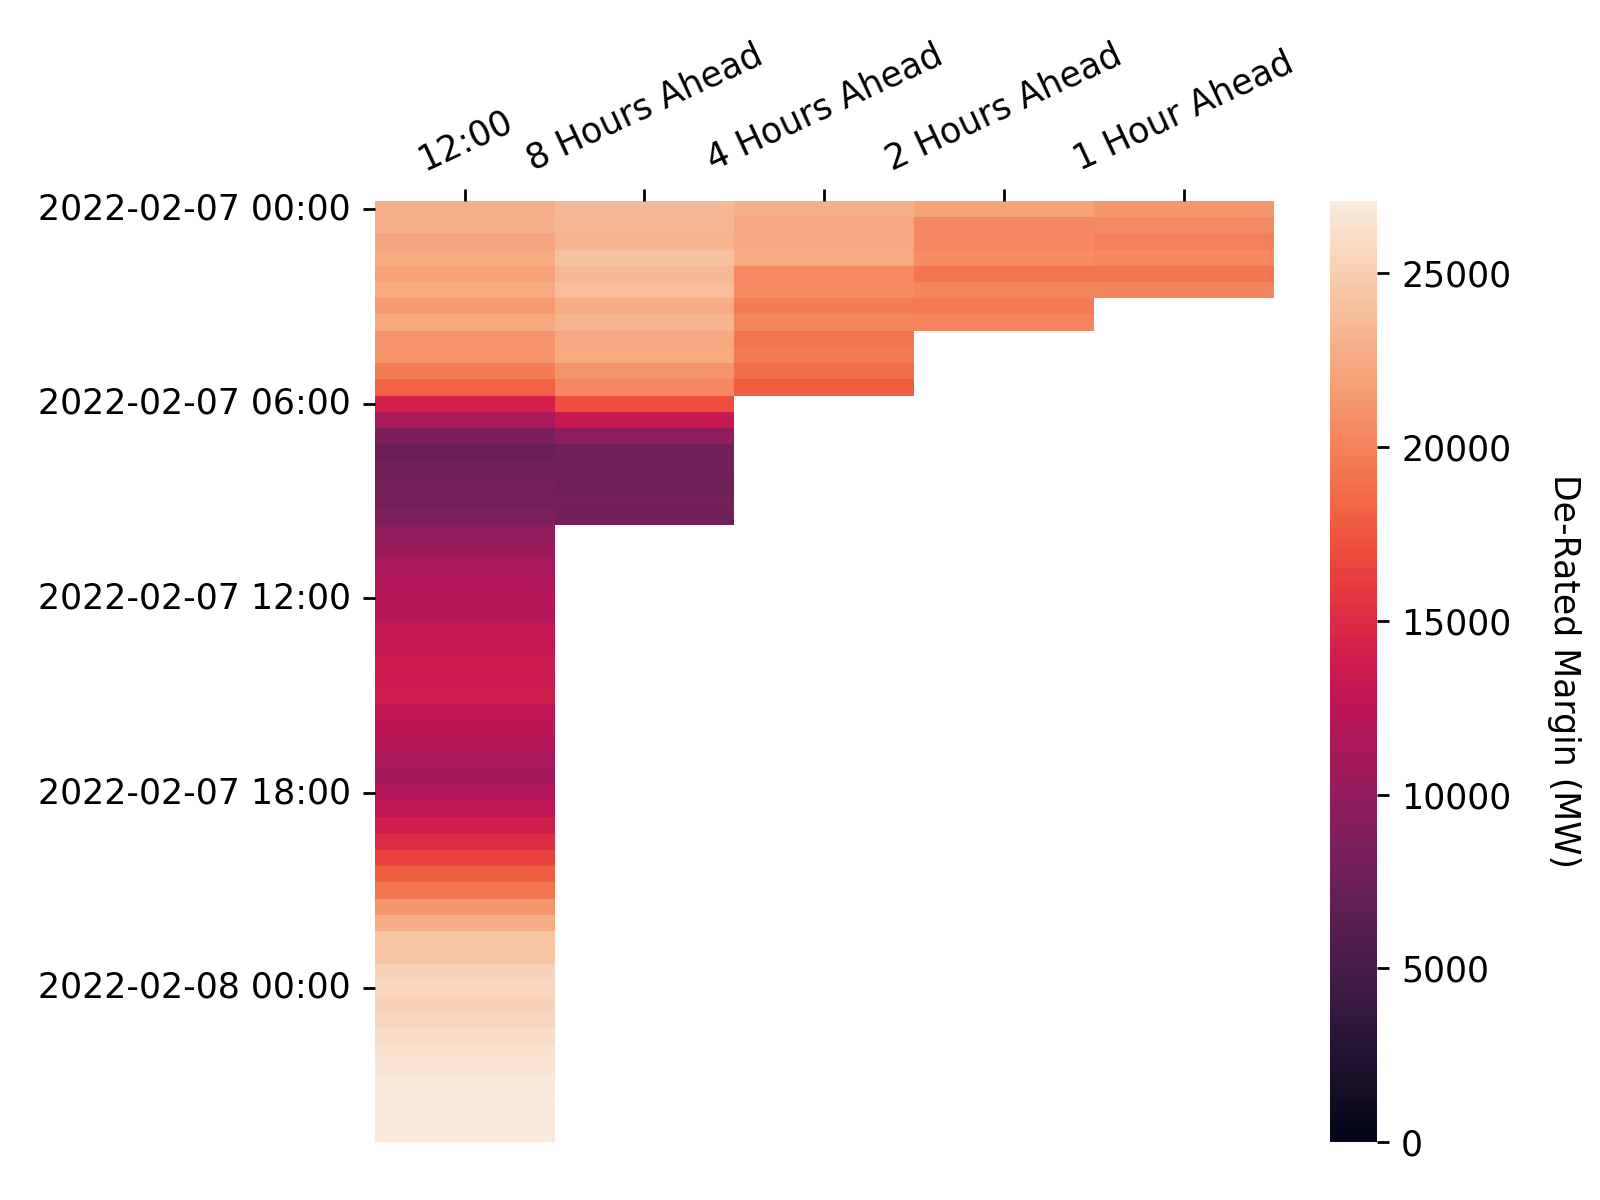 12:00
8 Hours Ahead
4 Hours Ahead
2 Hours Ahead
1 Hour Ahead
2022-02-07 00:00
2022-02-07 06:00
2022-02-07 12:00
2022-02-07 18:00
2022-02-08 00:00
25000
20000
15000
10000
5000
0
De-Rated Margin (MW)